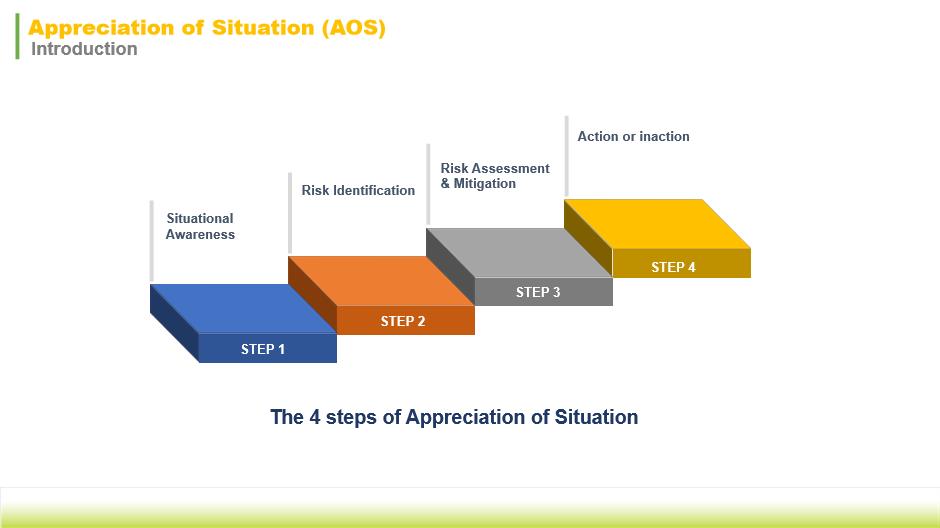 Appreciation of Situation (AOS)
Introduction
Action or inaction
Risk Assessment
& Mitigation
Risk Identification
Situational
Awareness
STEP 4
STEP 3
STEP 2
STEP 1
The 4 steps of Appreciation of Situation